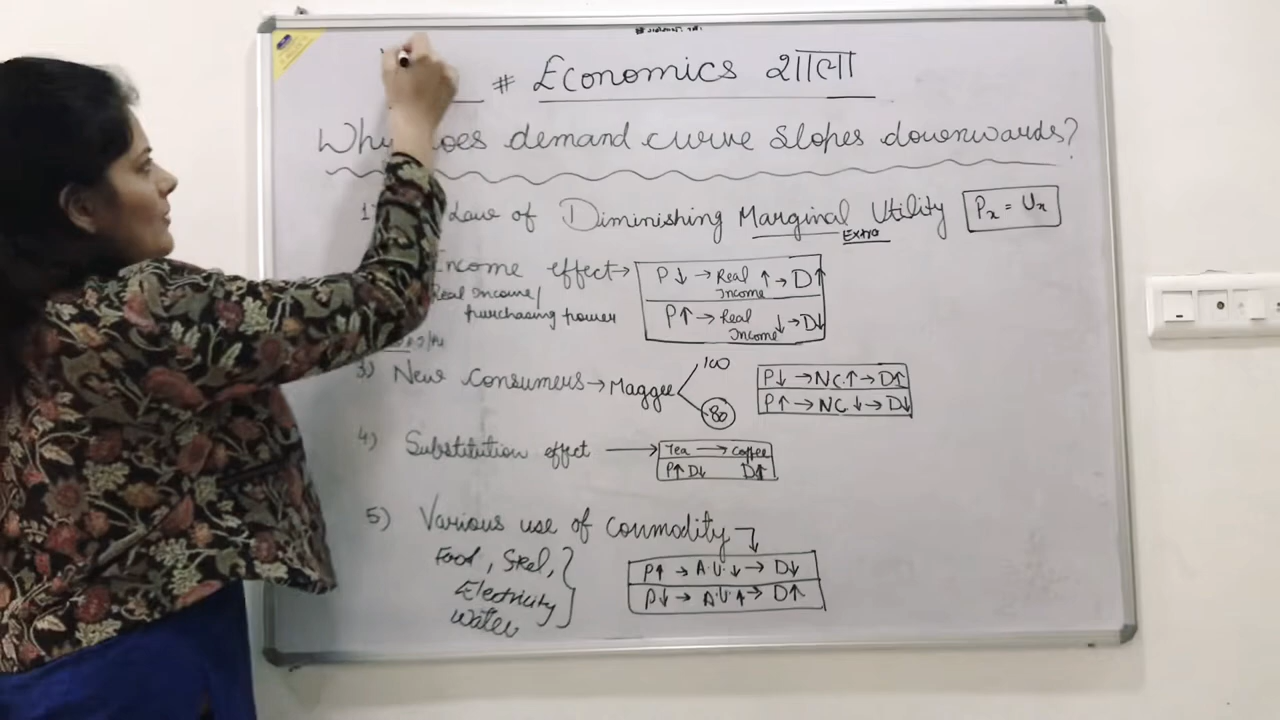 # Economics शाला
Why does demand curve slopes downwards?
1) Law of Diminishing Marginal Utility Px = Ux
Extra
Income effect → P↓ → Real Income ↑ → D↑
Real Income/
purchasing power
P↑ → Real Income ↓ → D↓
3) New Consumers → Maggee 100
80
P↓ → N.C.↑ → D↑
P↑ → N.C.↓ → D↓
4) Substitution effect → Tea → Coffee
P↑ D↓ D↑
5) Various use of commodity
Food, Steel,
Electricity
Water
P↑ → A.U.↓ → D↓
P↓ → A.U.↑ → D↑